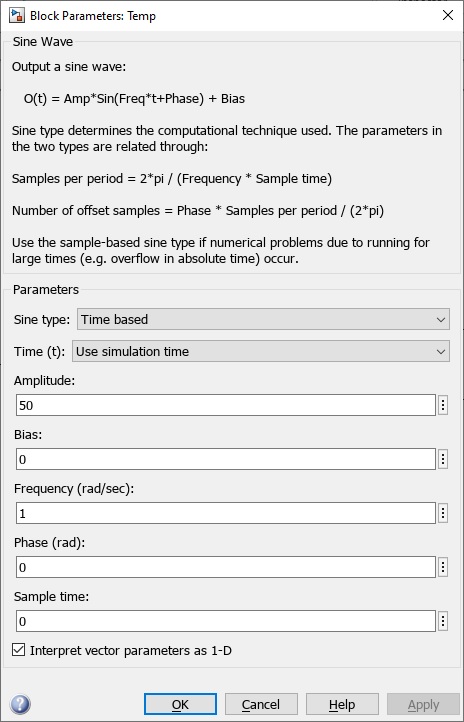 Block Parameters: Temp
Sine Wave
Output a sine wave:
O(t) = Amp*Sin(Freq*t+Phase) + Bias
Sine type determines the computational technique used. The parameters in
the two types are related through:
Samples per period = 2*pi / (Frequency * Sample time)
Number of offset samples = Phase * Samples per period / (2*pi)
Use the sample-based sine type if numerical problems due to running for
large times (e.g. overflow in absolute time) occur.
Parameters
Sine type: Time based
Time (t): Use simulation time
Amplitude:
50
Bias:
0
Frequency (rad/sec):
1
Phase (rad):
0
Sample time:
0
Interpret vector parameters as 1-D
OK Cancel Help Apply